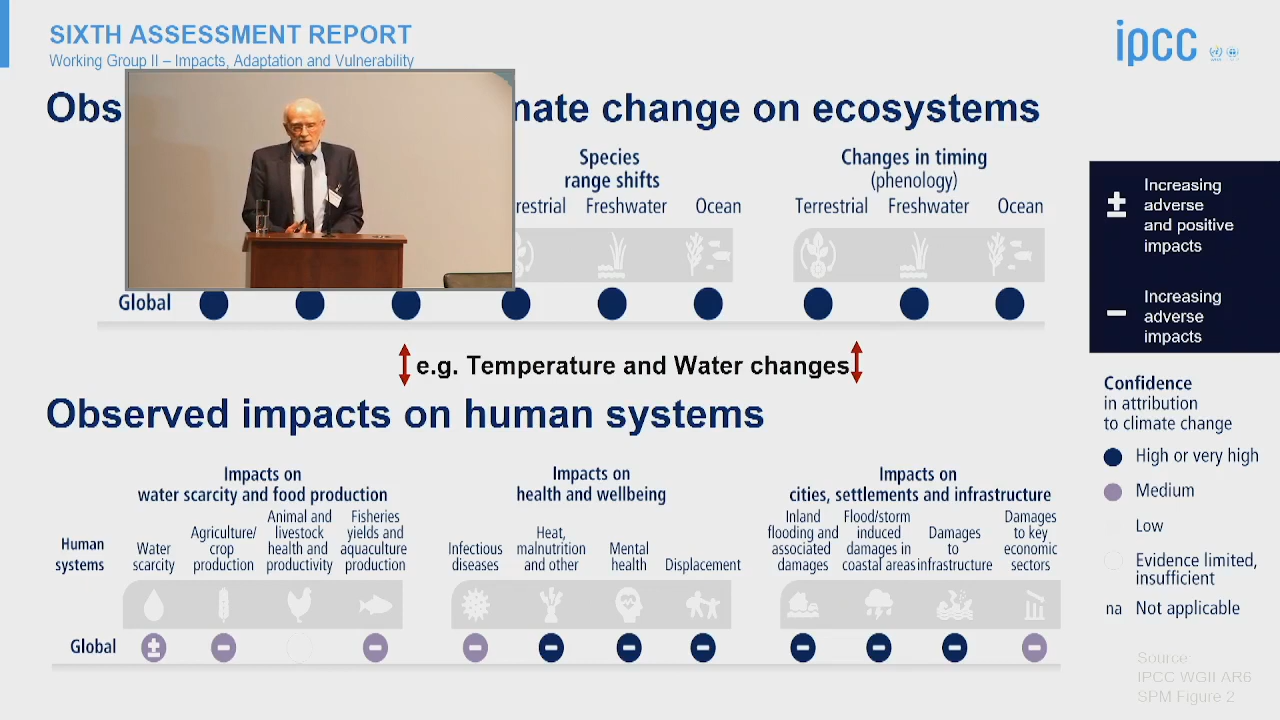 SIXTH ASSESSMENT REPORT
Working Group II – Impacts, Adaptation and Vulnerability
ipcc
Obs mate change on ecosystems
Species
range shifts
Changes in timing
(phenology)
restrial Freshwater Ocean
Terrestrial Freshwater Ocean
Global
Increasing
adverse
and positive
impacts
Increasing
adverse
impacts
e.g. Temperature and Water changes
Observed impacts on human systems
Confidence
in attribution
to climate change
High or very high
Medium
Low
Evidence limited,
insufficient
na Not applicable
Impacts on
water scarcity and food production
Impacts on
health and wellbeing
Impacts on
cities, settlements and infrastructure
Human
systems
Water
scarcity
Agriculture/
crop
production
Animal and
livestock
health and
productivity
Fisheries
yields and
aquaculture
production
Infectious
diseases
Heat,
malnutrition
and other
Mental
health
Displacement
Inland
flooding and
associated
damages
Flood/storm
induced
damages in
coastal areas
Damages
to
infrastructure
Damages
to key
economic
sectors
Global
Source:
IPCC WGII AR6
SPM Figure 2